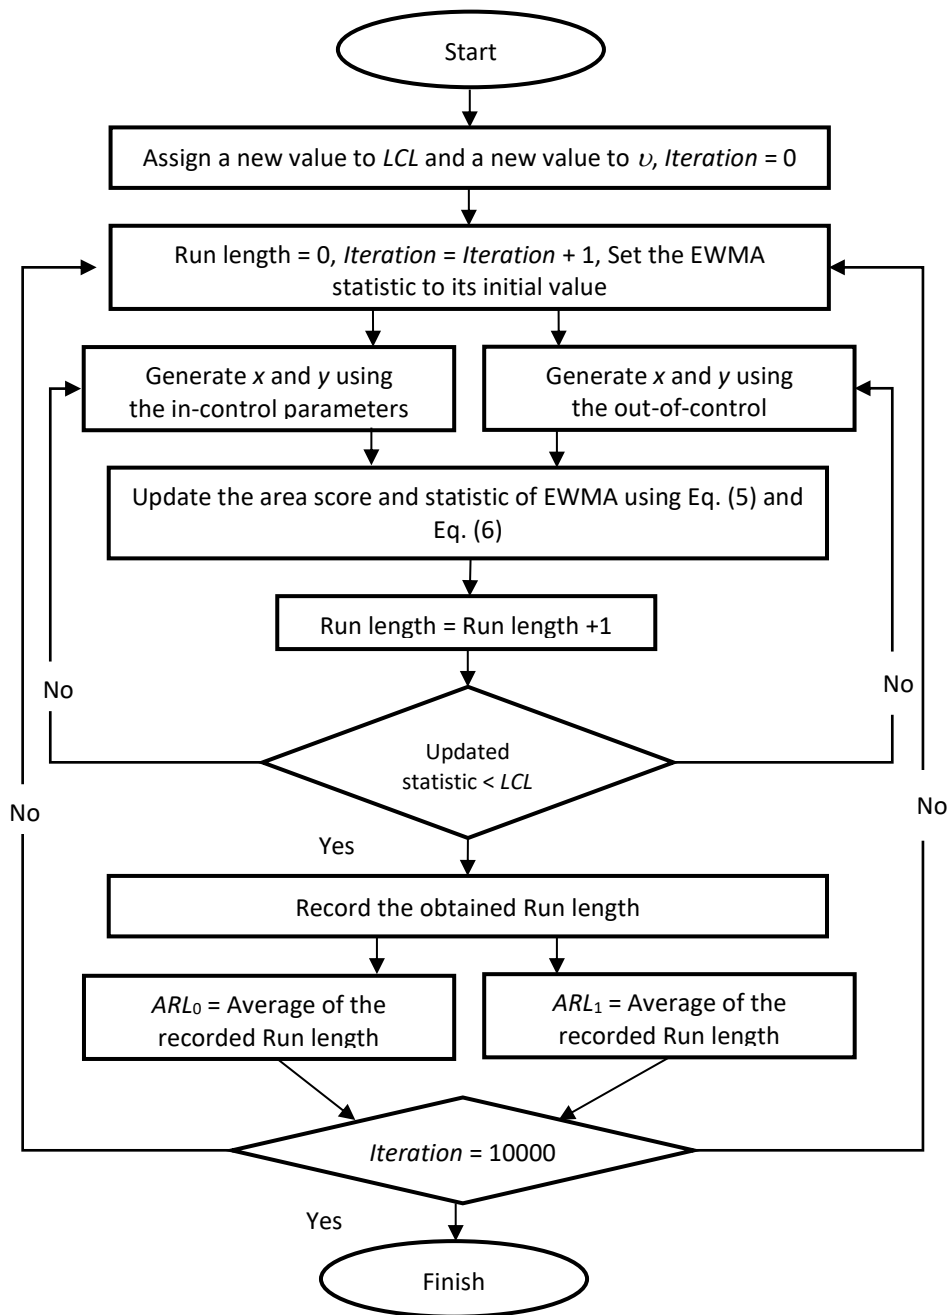 Start
Assign a new value to LCL and a new value to υ, Iteration = 0
Run length = 0, Iteration = Iteration + 1, Set the EWMA
statistic to its initial value
Generate x and y using
the in-control parameters
Generate x and y using
the out-of-control
Update the area score and statistic of EWMA using Eq. (5) and
Eq. (6)
Run length = Run length +1
No
No
Updated
statistic < LCL
No
No
Yes
Record the obtained Run length
ARL₀ = Average of the
recorded Run length
ARL₁ = Average of the
recorded Run length
Iteration = 10000
Yes
Finish